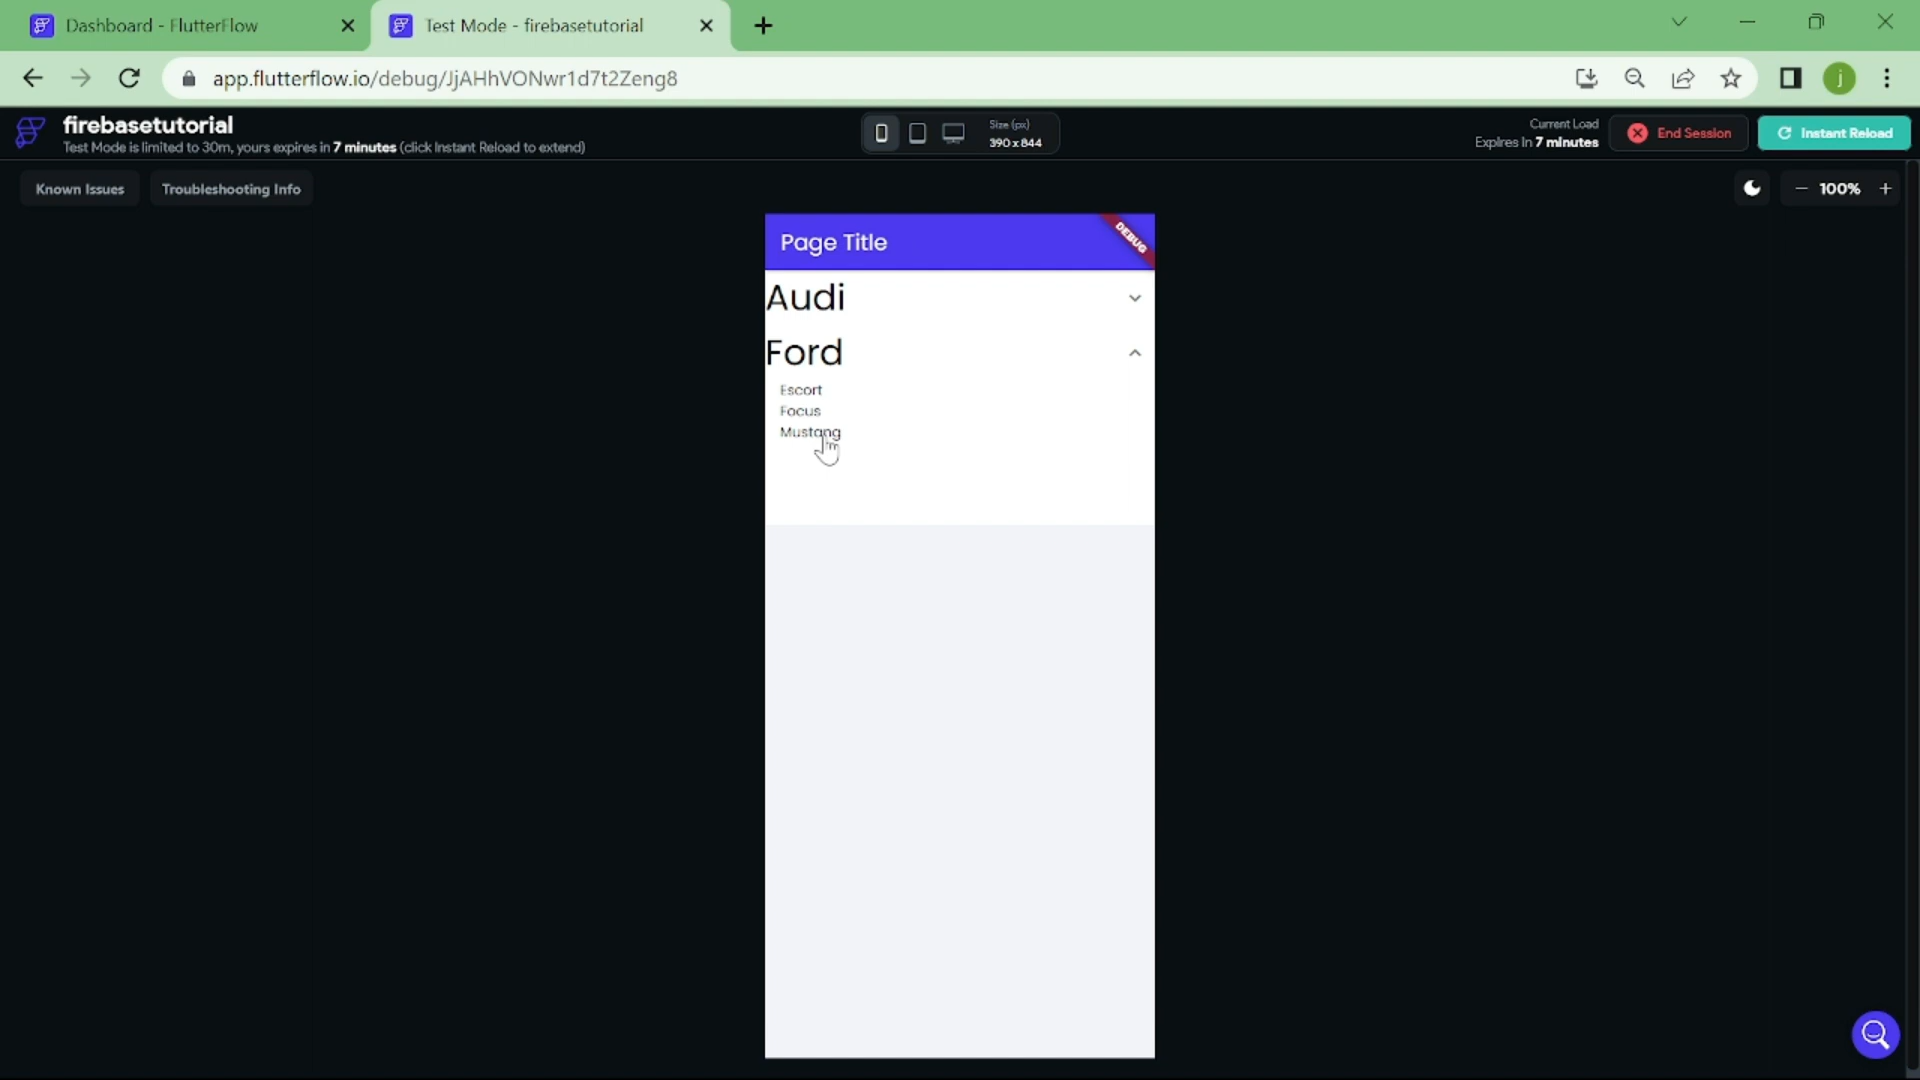 Dashboard - FlutterFlow
Test Mode - firebasetutorial
app.flutterflow.io/debug/JjAHhVONwr1d7t2Zeng8
j
firebasetutorial
Test Mode is limited to 30m, yours expires in 7 minutes (click Instant Reload to extend)
Size (px)
390 x 844
Current Load
Expires in 7 minutes
End Session
Instant Reload
Known Issues
Troubleshooting Info
100%
Page Title
DEBUG
Audi
Ford
Escort
Focus
Mustang